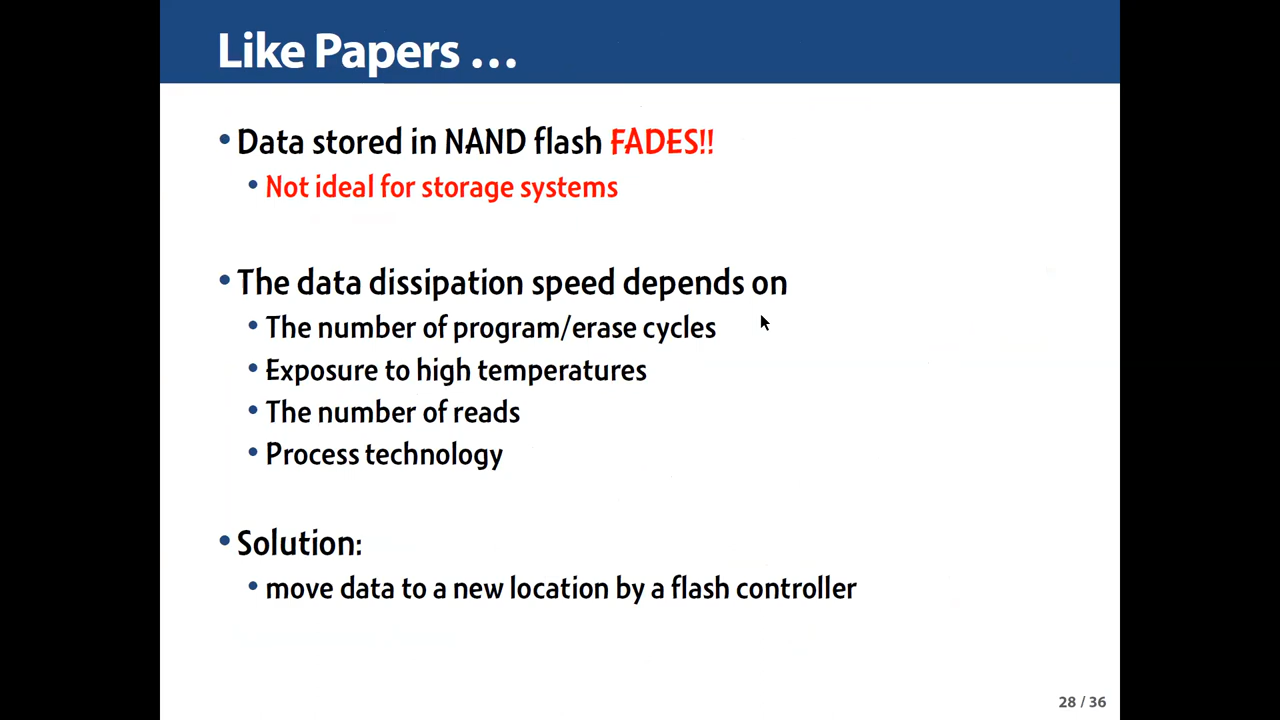 Like Papers …
• Data stored in NAND flash FADES!!
• Not ideal for storage systems
• The data dissipation speed depends on
• The number of program/erase cycles
• Exposure to high temperatures
• The number of reads
• Process technology
• Solution:
• move data to a new location by a flash controller
28 / 36